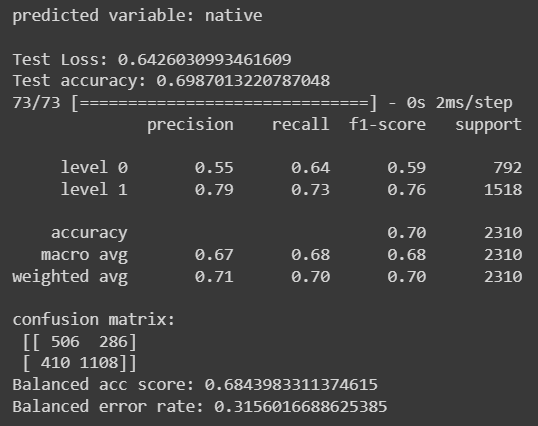 predicted variable: native
Test Loss: 0.6426030993461609
Test accuracy: 0.6987013220787048
73/73 [==============================] - 0s 2ms/step
precision recall f1-score support
level 0 0.55 0.64 0.59 792
level 1 0.79 0.73 0.76 1518
accuracy 0.70 2310
macro avg 0.67 0.68 0.68 2310
weighted avg 0.71 0.70 0.70 2310
confusion matrix:
[[ 506 286]
[ 410 1108]]
Balanced acc score: 0.6843983311374615
Balanced error rate: 0.3156016688625385